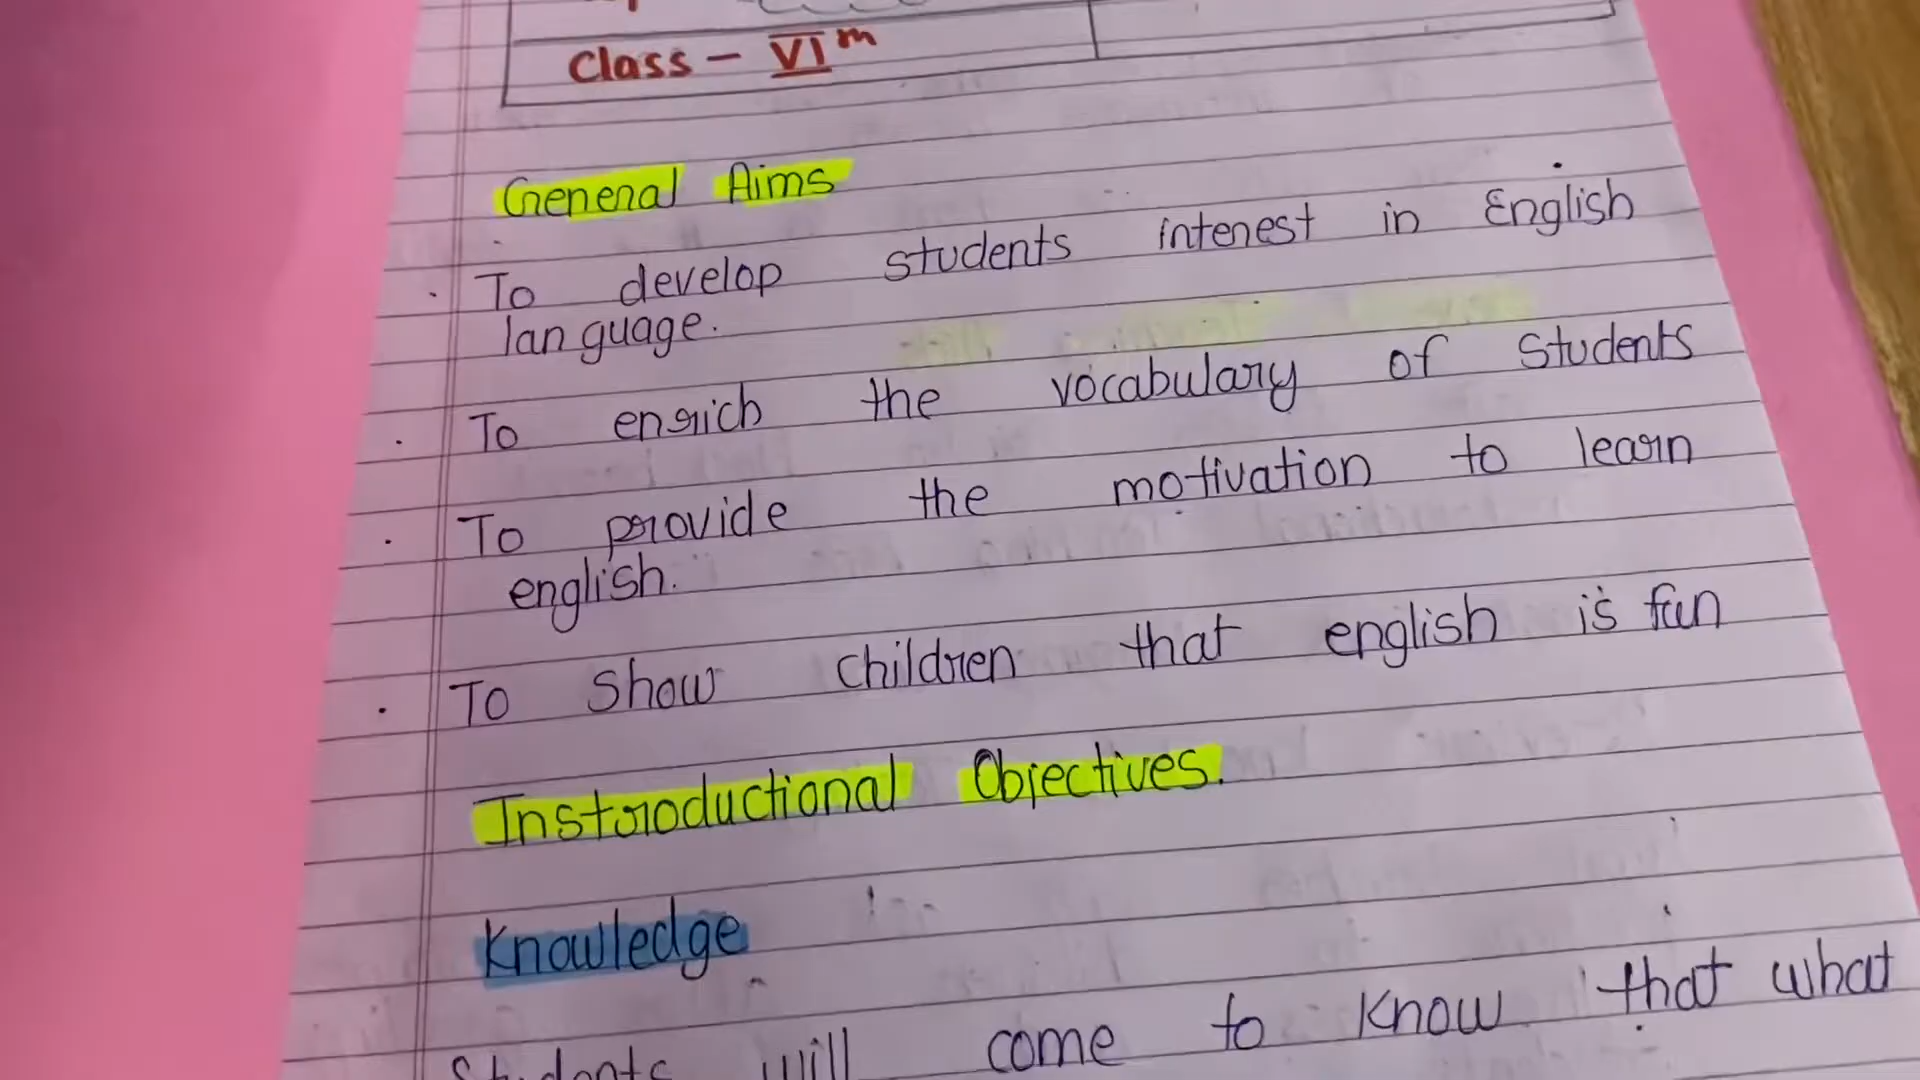 Class - VIth
General Aims
. To develop students interest in English
language.
. To enrich the vocabulary of Students
. To provide the motivation to learn
english.
. To Show Children that english is fun
Instroductional Objectives.
Knowledge
Students will come to Know that what